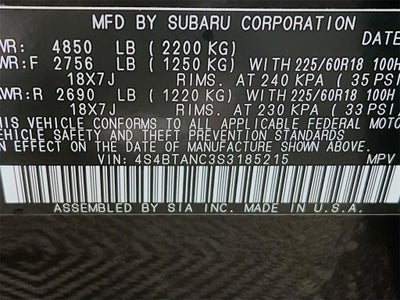 MFD BY SUBARU CORPORATION DATE
WR: 4850 LB ( 2200 KG)
WR: F 2756 LB ( 1250 KG) WITH 225/60R18 100H
18X7J RIMS. AT 240 KPA ( 35 PSI
WR: R 2690 LB ( 1220 KG) WITH 225/60R18 100H
18X7J RIMS. AT 230 KPA ( 33 PSI
THIS VEHICLE CONFORMS TO ALL APPLICABLE FEDERAL MOTO
VEHICLE SAFETY AND THEFT PREVENTION STANDARDS
IN EFFECT ON THE DATE OF MANUFACTURE SHOWN ABOVE.
VIN: 4S4BTANC3S3185215 MPV
ASSEMBLED BY SIA INC. MADE IN U.S.A.